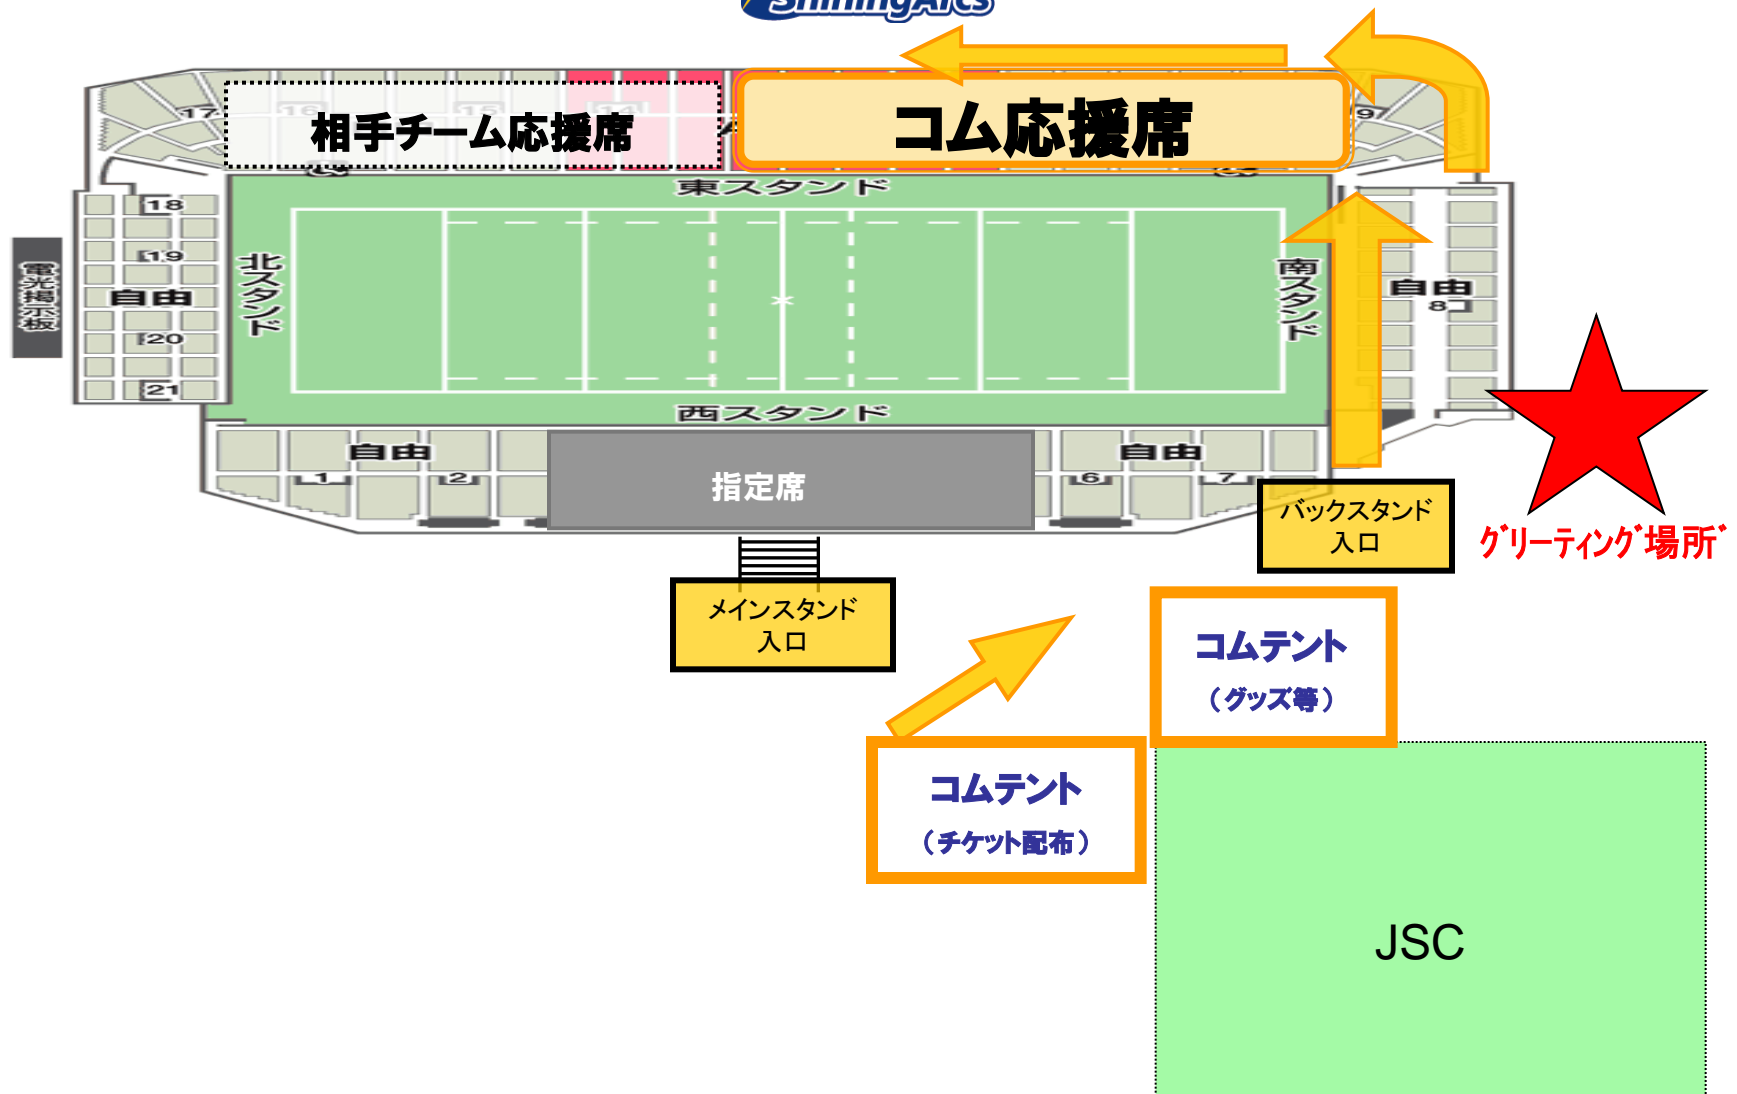 ShiningArcs
相手チーム応援席
コム応援席
17
16
15
14
9
東スタンド
18
19
自由
20
21
電光掲示板
北スタンド
南スタンド
自由
8
西スタンド
自由
1
2
指定席
自由
6
7
バックスタンド
入口
グリーティング場所
メインスタンド
入口
コムテント
（グッズ等）
コムテント
（チケット配布）
JSC